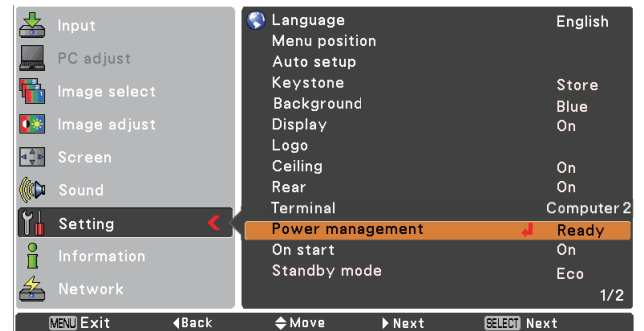 Input
PC adjust
Image select
Image adjust
Screen
Sound
Setting
Information
Network
Language English
Menu position
Auto setup
Keystone Store
Background Blue
Display On
Logo
Ceiling On
Rear On
Terminal Computer 2
Power management Ready
On start On
Standby mode Eco
1/2
MENU Exit Back Move Next SELECT Next